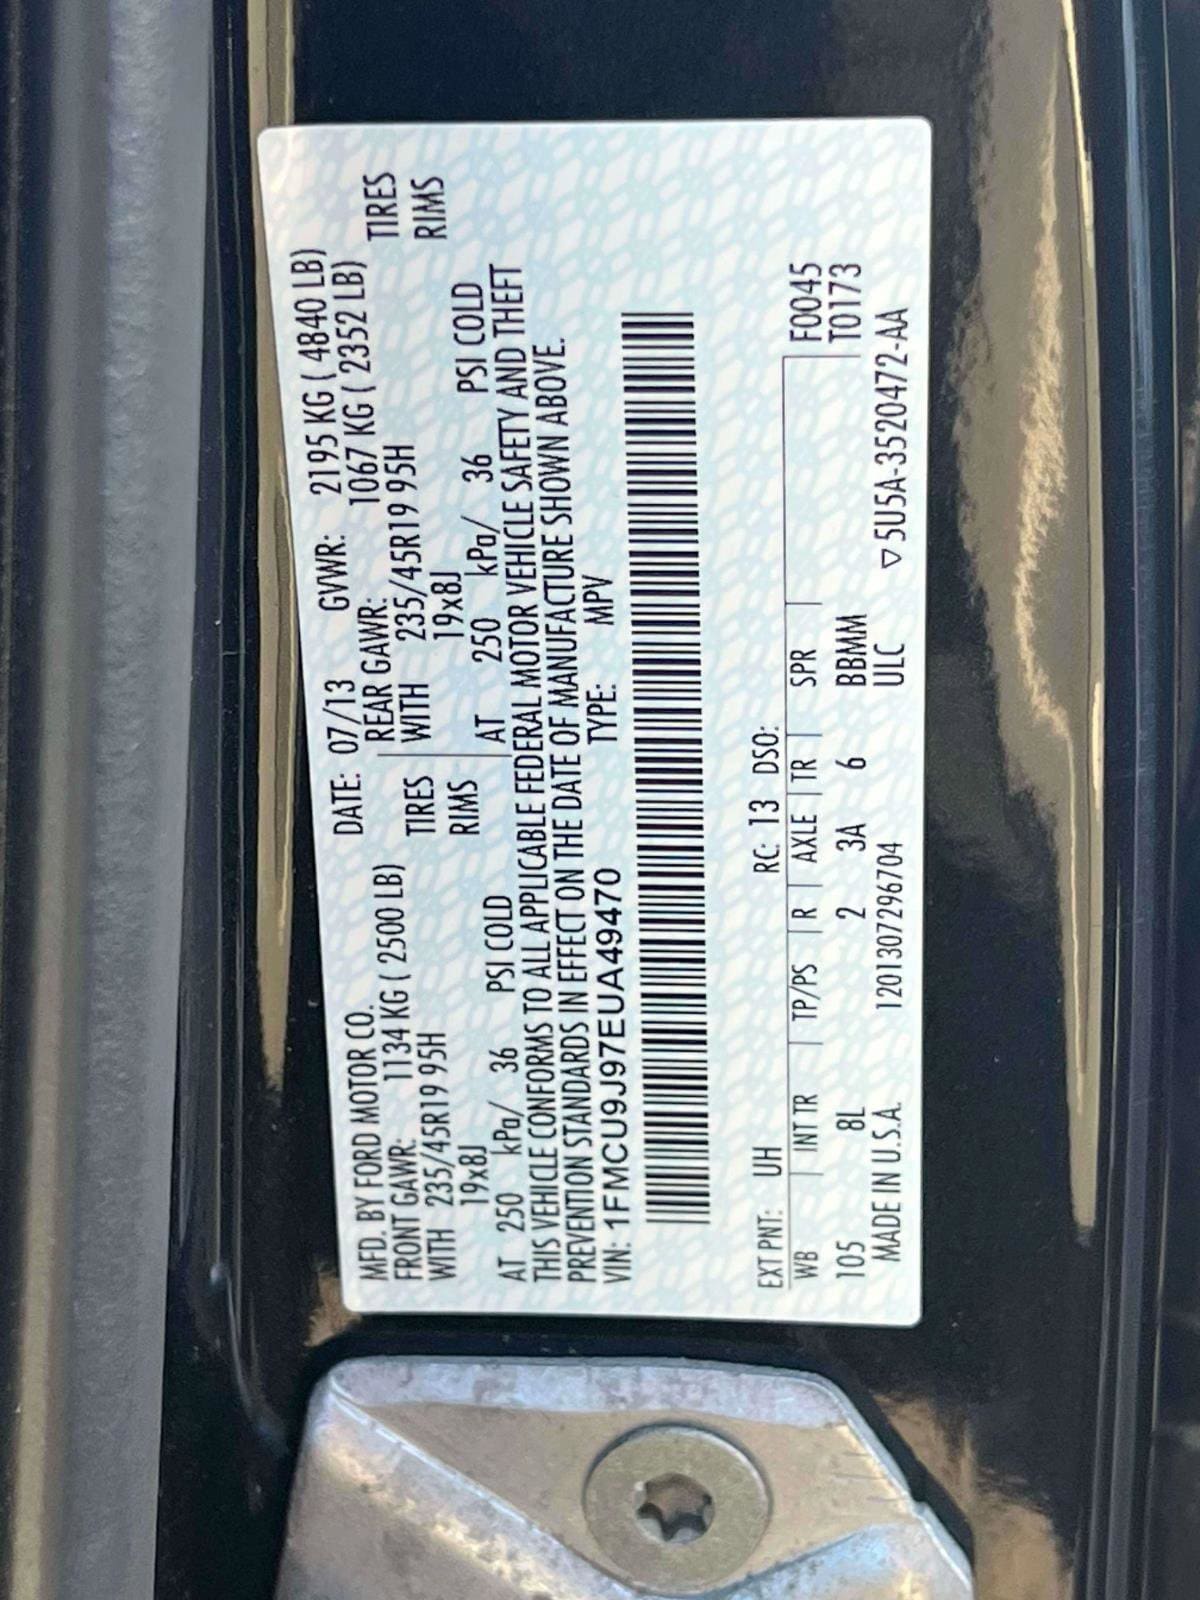 MFD. BY FORD MOTOR CO. DATE: 07/13 GVWR: 2195 KG ( 4840 LB)
FRONT GAWR: 1134 KG ( 2500 LB) REAR GAWR: 1067 KG ( 2352 LB)
WITH 235/45R19 95H TIRES WITH 235/45R19 95H TIRES
19x8J RIMS 19x8J RIMS
AT 250 kPa/ 36 PSI COLD AT 250 kPa/ 36 PSI COLD
THIS VEHICLE CONFORMS TO ALL APPLICABLE FEDERAL MOTOR VEHICLE SAFETY AND THEFT
PREVENTION STANDARDS IN EFFECT ON THE DATE OF MANUFACTURE SHOWN ABOVE.
VIN: 1FMCU9J97EUA49470 TYPE: MPV
EXT PNT: UH RC: 13 DSO: F0045
WB INT TR TP/PS R AXLE TR SPR T0173
105 8L 2 3A 6 BBMM
MADE IN U.S.A. 1201307296704 ULC ▽ 5U5A-3520472-AA